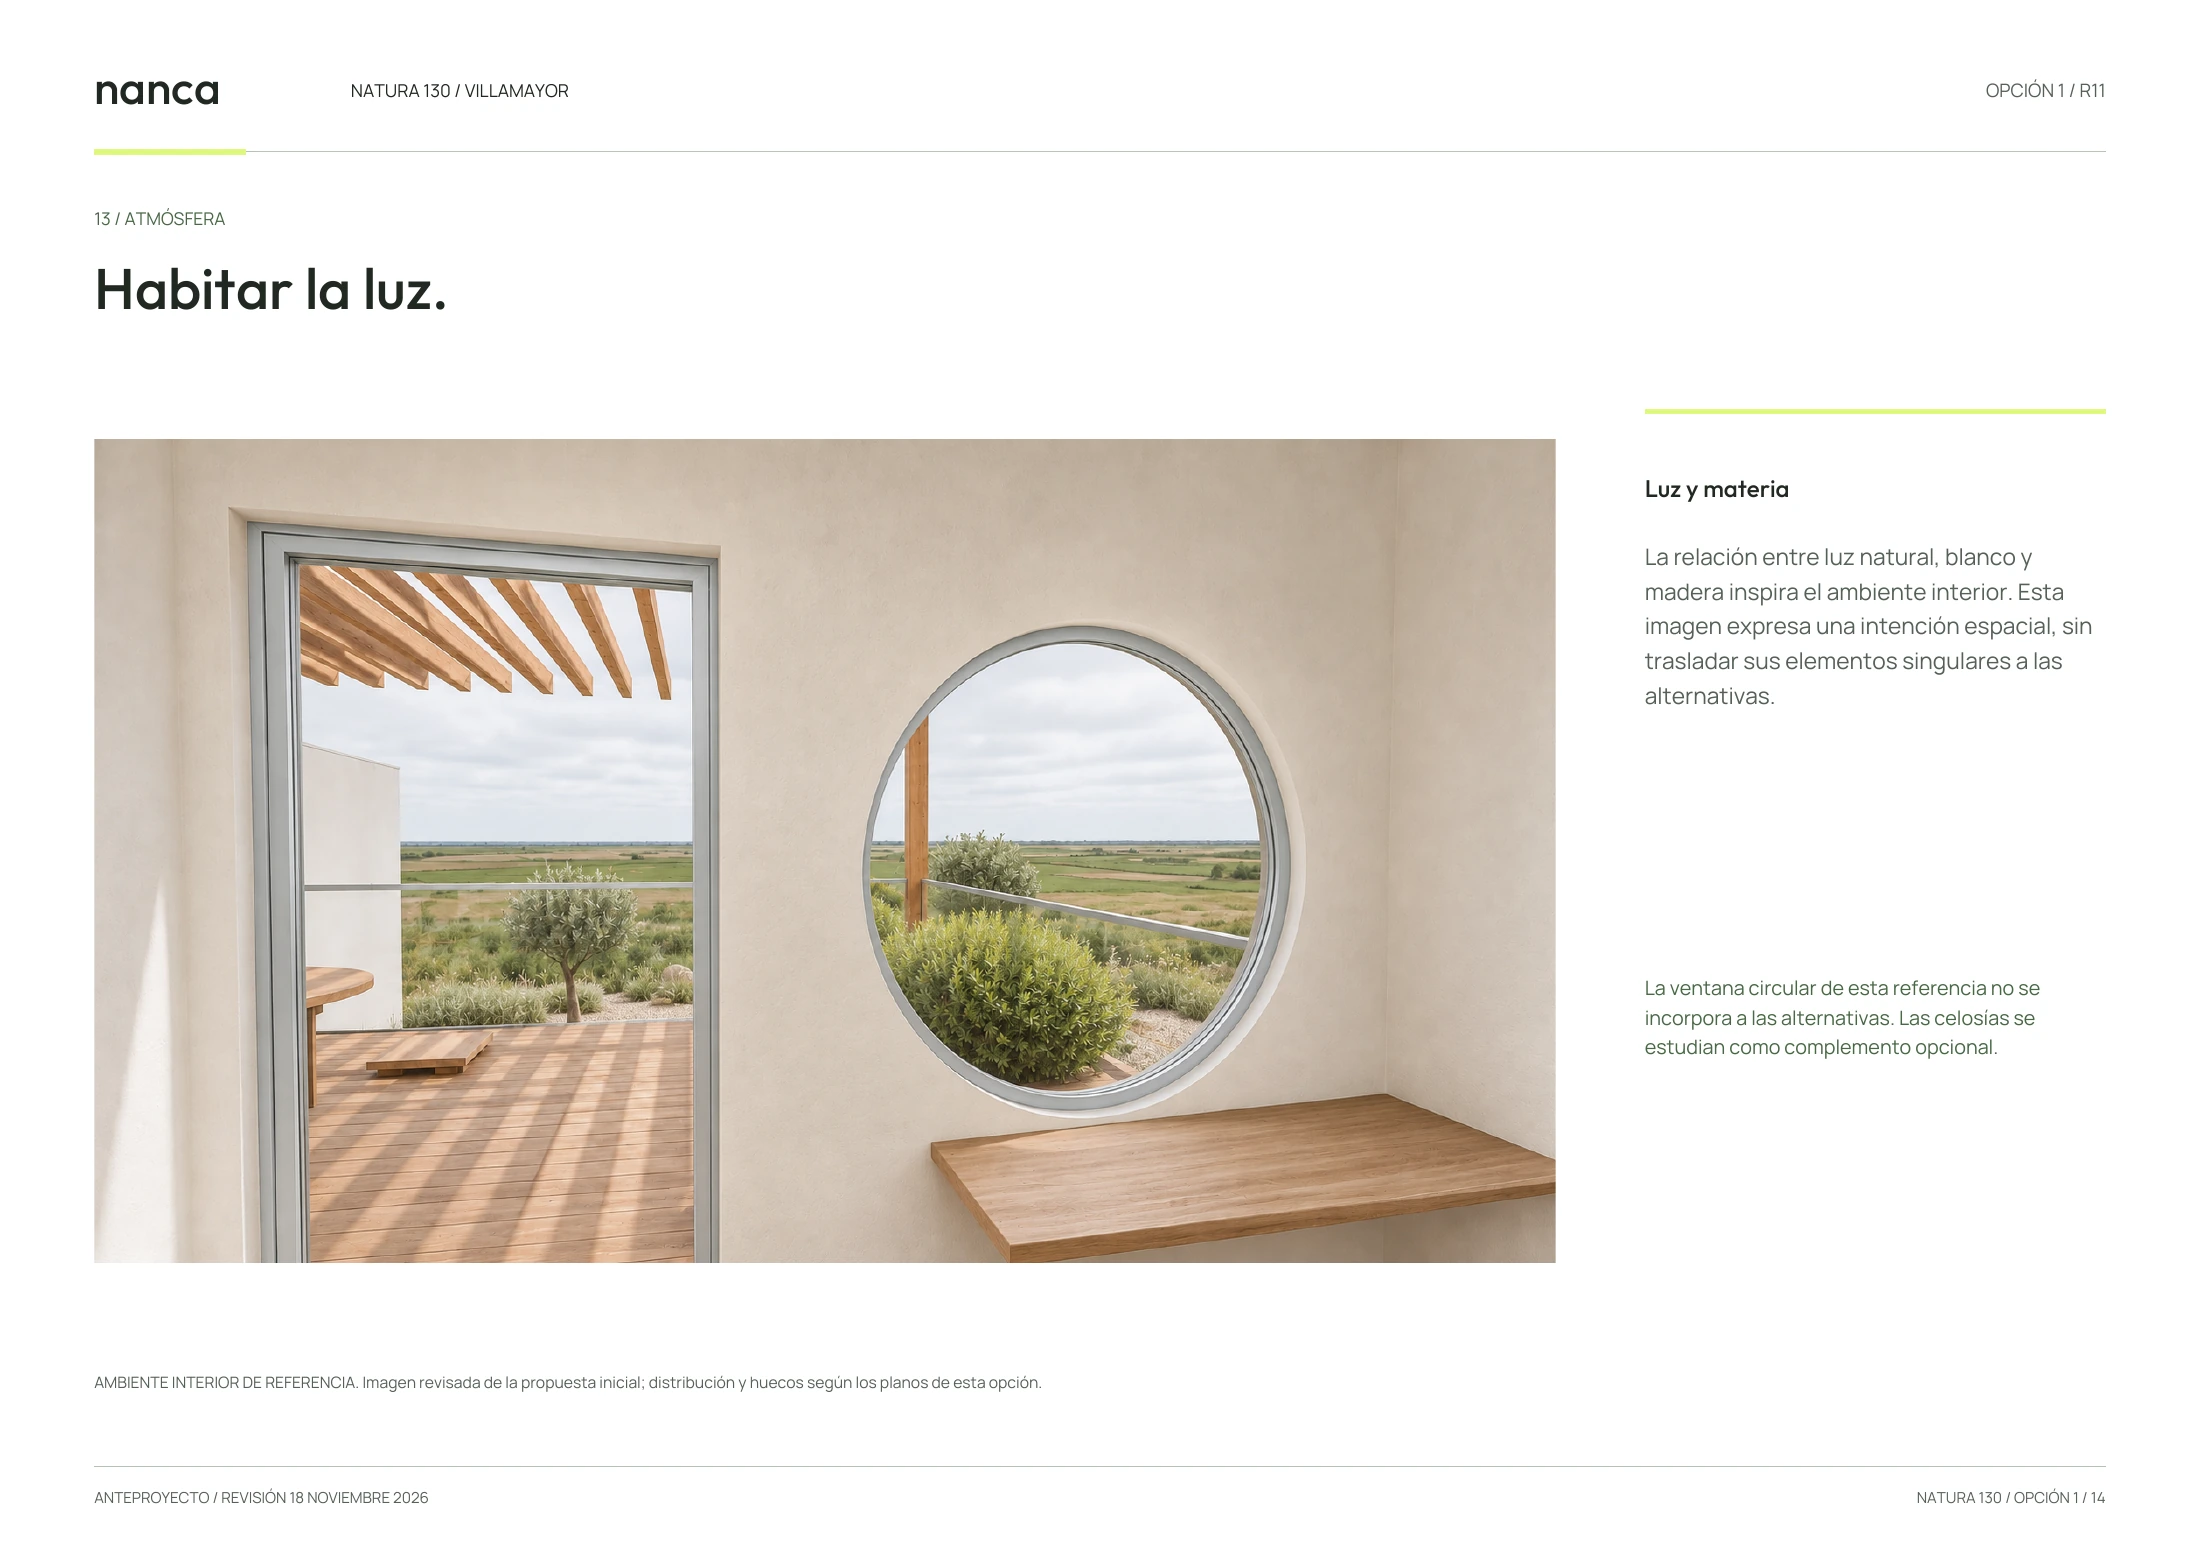 nanca
NATURA 130 / VILLAMAYOR
OPCIÓN 1 / R11
13 / ATMÓSFERA
Habitar la luz.
Luz y materia
La relación entre luz natural, blanco y
madera inspira el ambiente interior. Esta
imagen expresa una intención espacial, sin
trasladar sus elementos singulares a las
alternativas.
La ventana circular de esta referencia no se
incorpora a las alternativas. Las celosías se
estudian como complemento opcional.
AMBIENTE INTERIOR DE REFERENCIA. Imagen revisada de la propuesta inicial; distribución y huecos según los planos de esta opción.
ANTEPROYECTO / REVISIÓN 18 NOVIEMBRE 2026
NATURA 130 / OPCIÓN 1 / 14